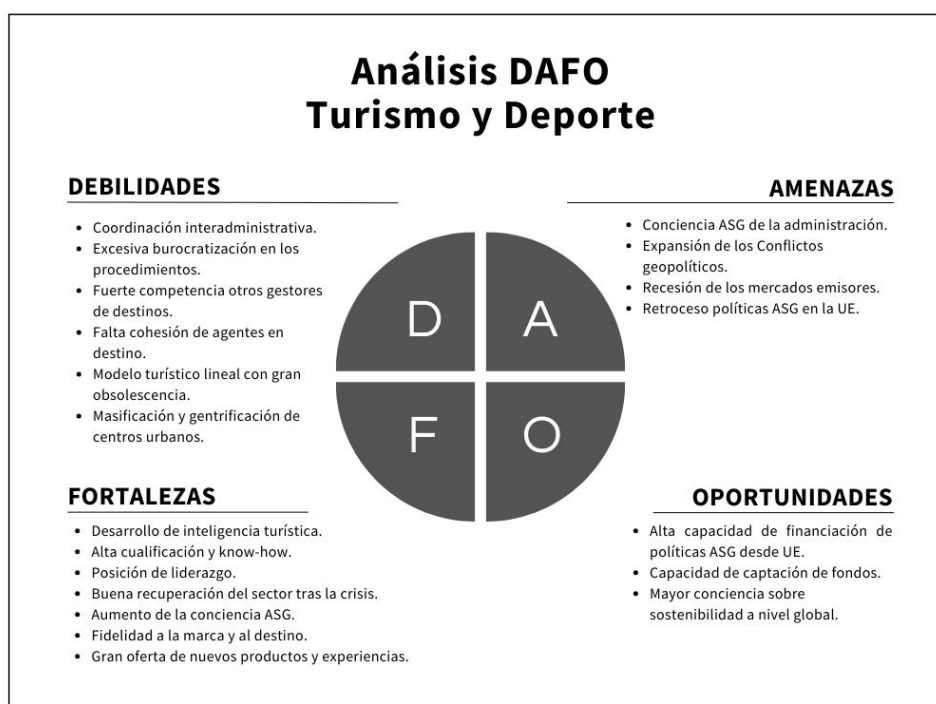 Análisis DAFO
Turismo y Deporte
DEBILIDADES
• Coordinación interadministrativa.
• Excesiva burocratización en los
procedimientos.
• Fuerte competencia otros gestores
de destinos.
• Falta cohesión de agentes en
destino.
• Modelo turístico lineal con gran
obsolescencia.
• Masificación y gentrificación de
centros urbanos.
AMENAZAS
• Conciencia ASG de la administración.
• Expansión de los Conflictos
geopolíticos.
• Recesión de los mercados emisores.
• Retroceso políticas ASG en la UE.
D
A
F
O
FORTALEZAS
• Desarrollo de inteligencia turística.
• Alta cualificación y know-how.
• Posición de liderazgo.
• Buena recuperación del sector tras la crisis.
• Aumento de la conciencia ASG.
• Fidelidad a la marca y al destino.
• Gran oferta de nuevos productos y experiencias.
OPORTUNIDADES
• Alta capacidad de financiación de
políticas ASG desde UE.
• Capacidad de captación de fondos.
• Mayor conciencia sobre
sostenibilidad a nivel global.